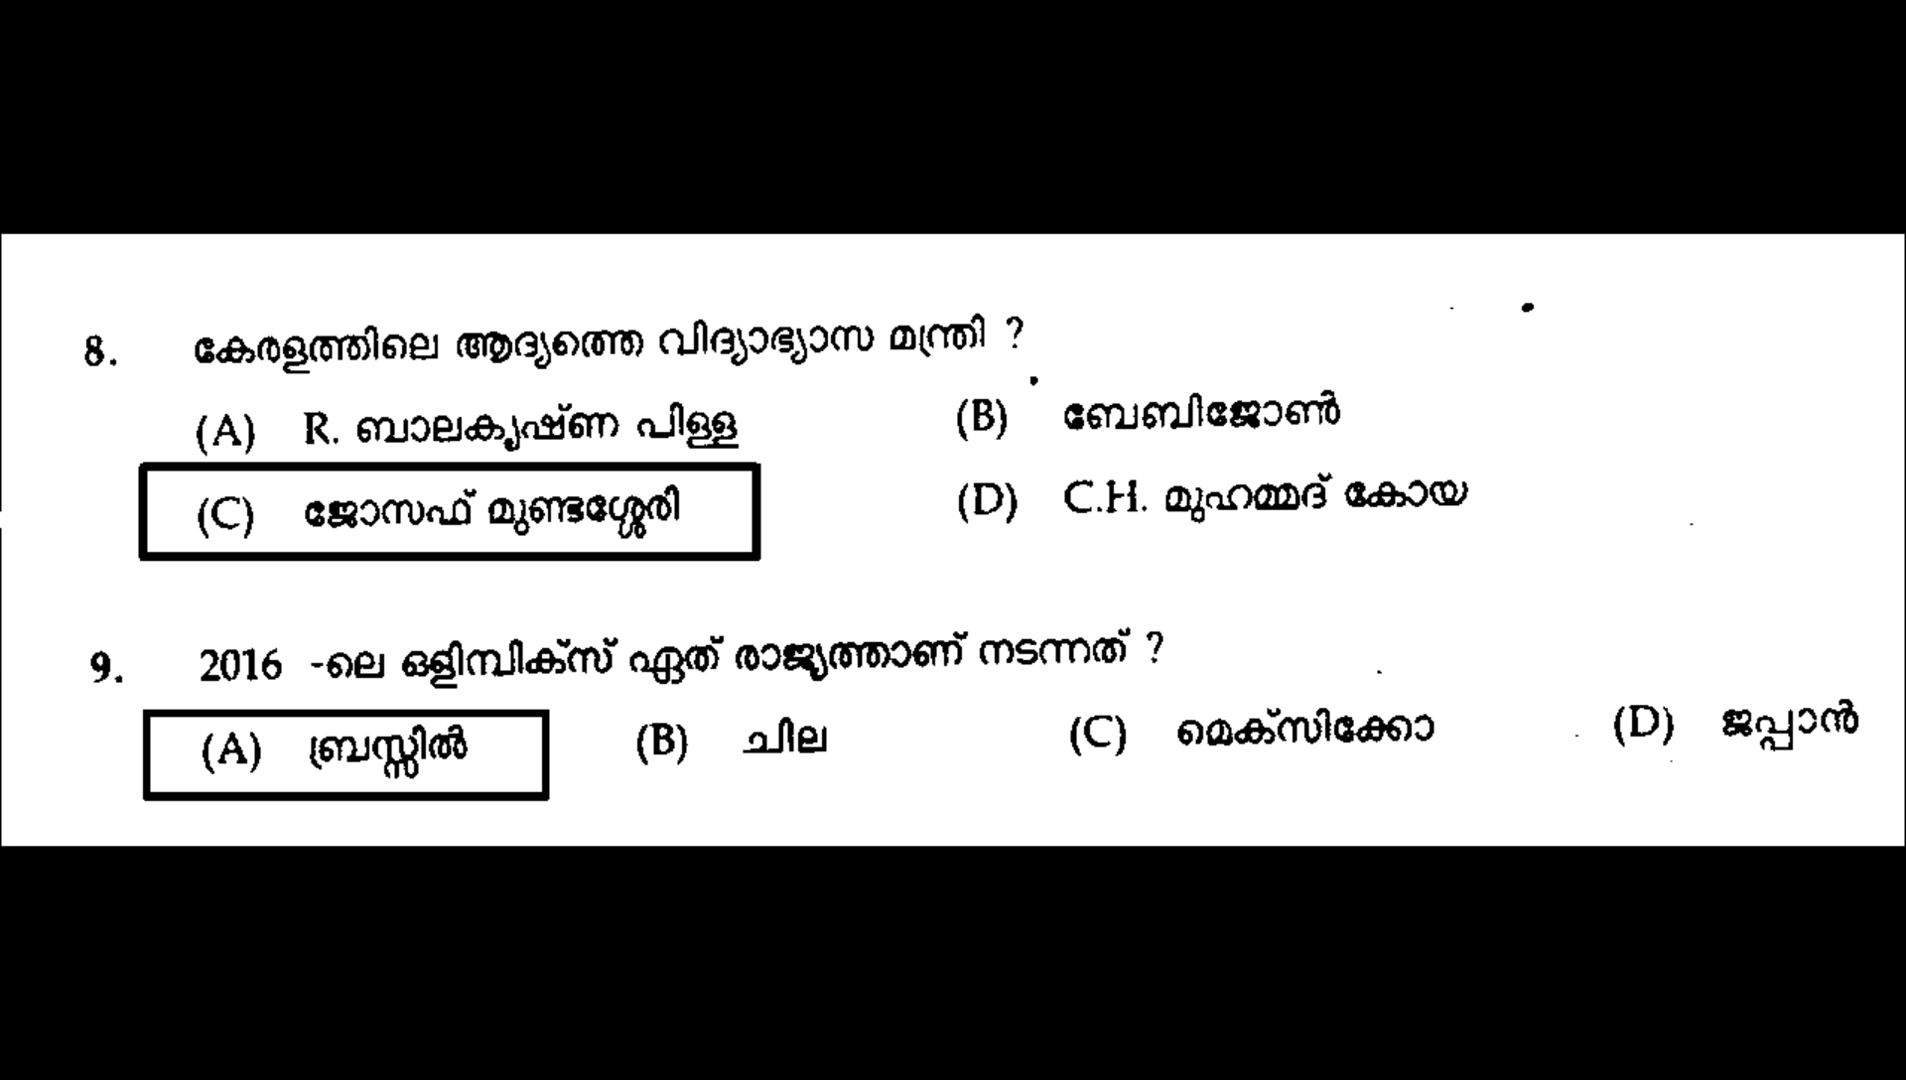 8. കേരളത്തിലെ ആദ്യത്തെ വിദ്യാഭ്യാസ മന്ത്രി ?
(A) R. ബാലകൃഷ്ണ പിള്ള (B) ബേബിജോൺ
(C) ജോസഫ് മുണ്ടശ്ശേരി (D) C.H. മുഹമ്മദ് കോയ
9. 2016 -ലെ ഒളിമ്പിക്സ് ഏത് രാജ്യത്താണ് നടന്നത് ?
(A) ബ്രസ്സിൽ (B) ചില (C) മെക്സിക്കോ (D) ജപ്പാൻ